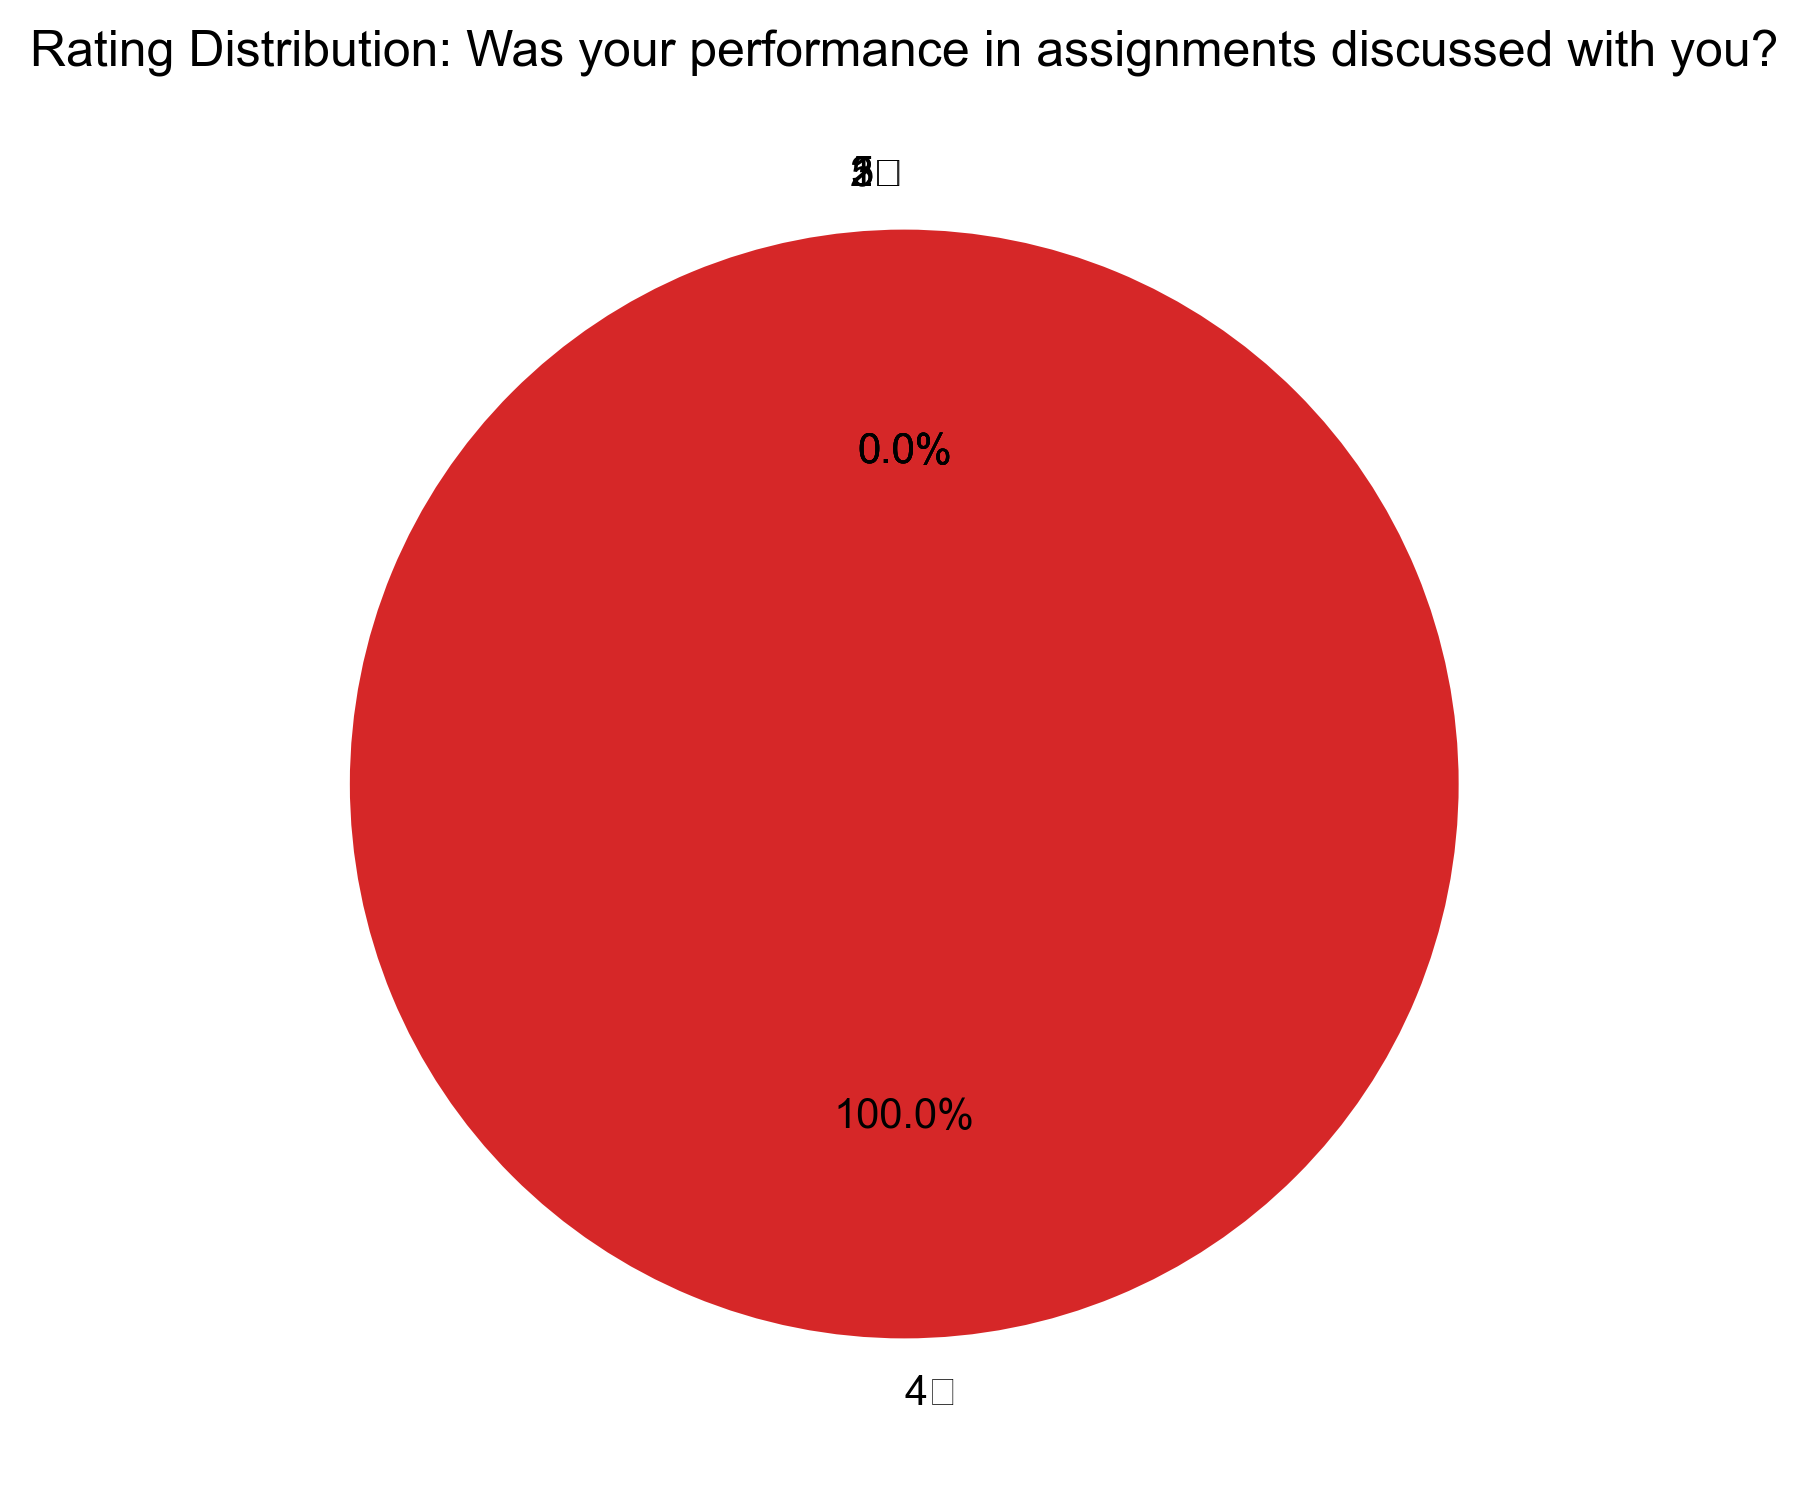 Rating Distribution: Was your performance in assignments discussed with you?
0.0%
100.0%
4□